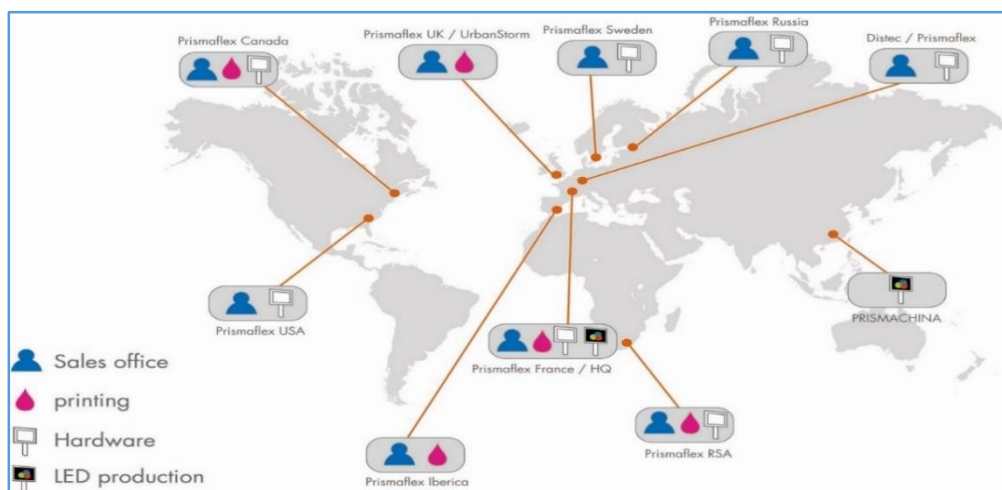 Prismaflex Canada
Prismaflex UK / UrbanStorm
Prismaflex Sweden
Prismaflex Russia
Distec / Prismaflex
Prismaflex USA
PRISMACHINA
Prismaflex France / HQ
Prismaflex RSA
Prismaflex Iberica
Sales office
printing
Hardware
LED production